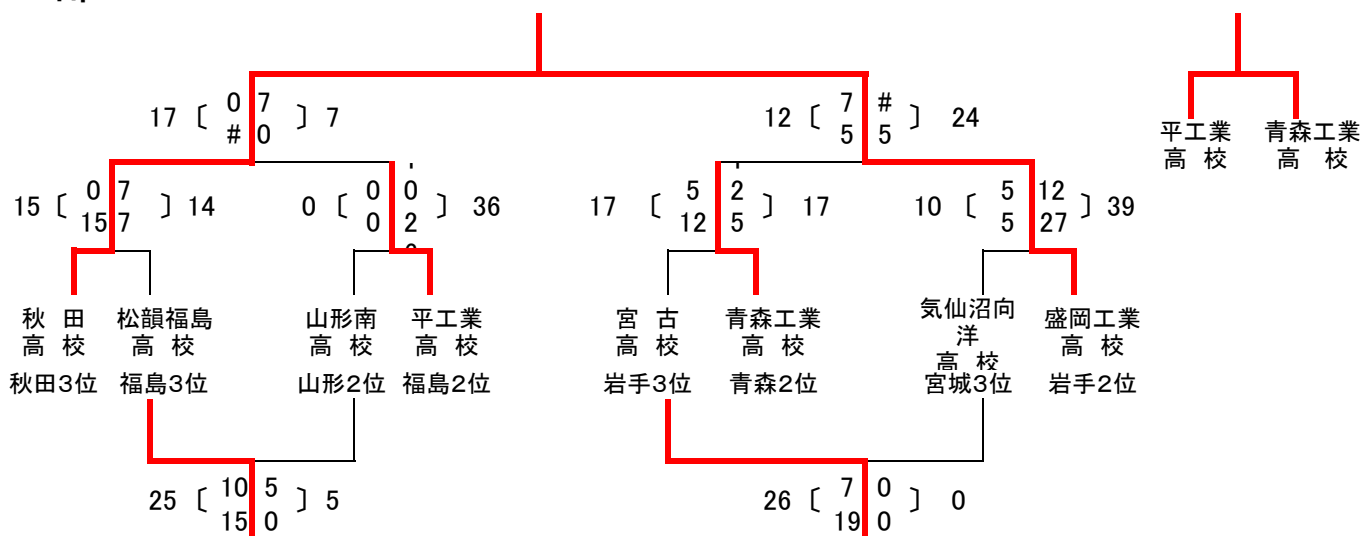 17 〔 0 7 〕 7
# 0
12 〔 7 # 〕 24
5 5
平工業 青森工業
高 校 高 校
15 〔 0 7 〕 14
15 7
0 〔 0 0 〕 36
0 2
17 〔 5 2 〕 17
12 5
10 〔 5 12 〕 39
5 27
秋 田 松韻福島 山形南 平工業 宮 古 青森工業 気仙沼向 盛岡工業
洋
高 校 高 校 高 校 高 校 高 校 高 校 高 校 高 校
秋田3位 福島3位 山形2位 福島2位 岩手3位 青森2位 宮城3位 岩手2位
25 〔 10 5 〕 5
15 0
26 〔 7 0 〕 0
19 0